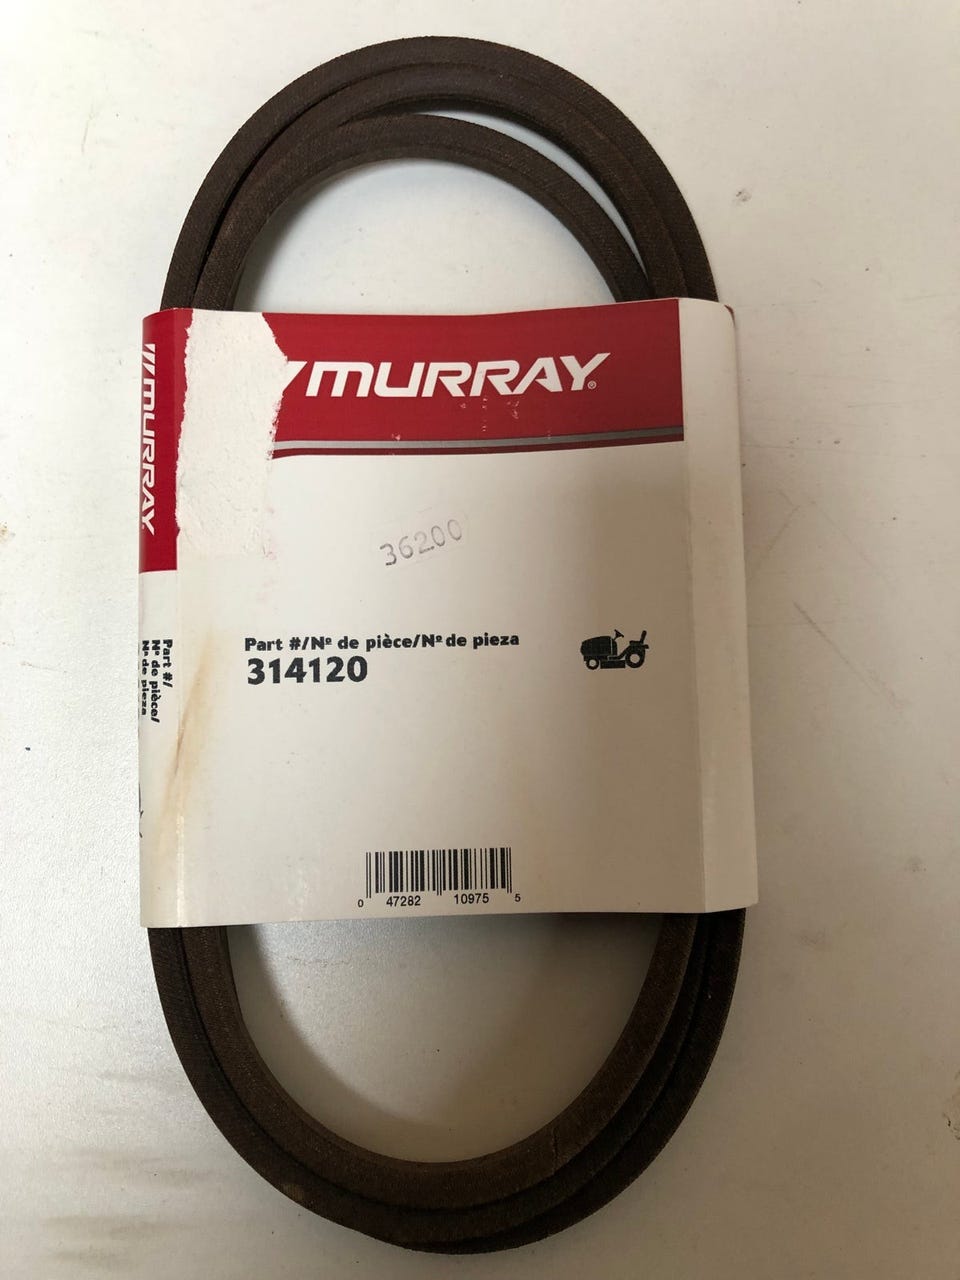 MURRAY®
MURRAY
36200
Part #/Nº de pièce/Nº de pieza
314120
Part #/
Nº de pièce/
Nº de pieza
0 47282 10975 5